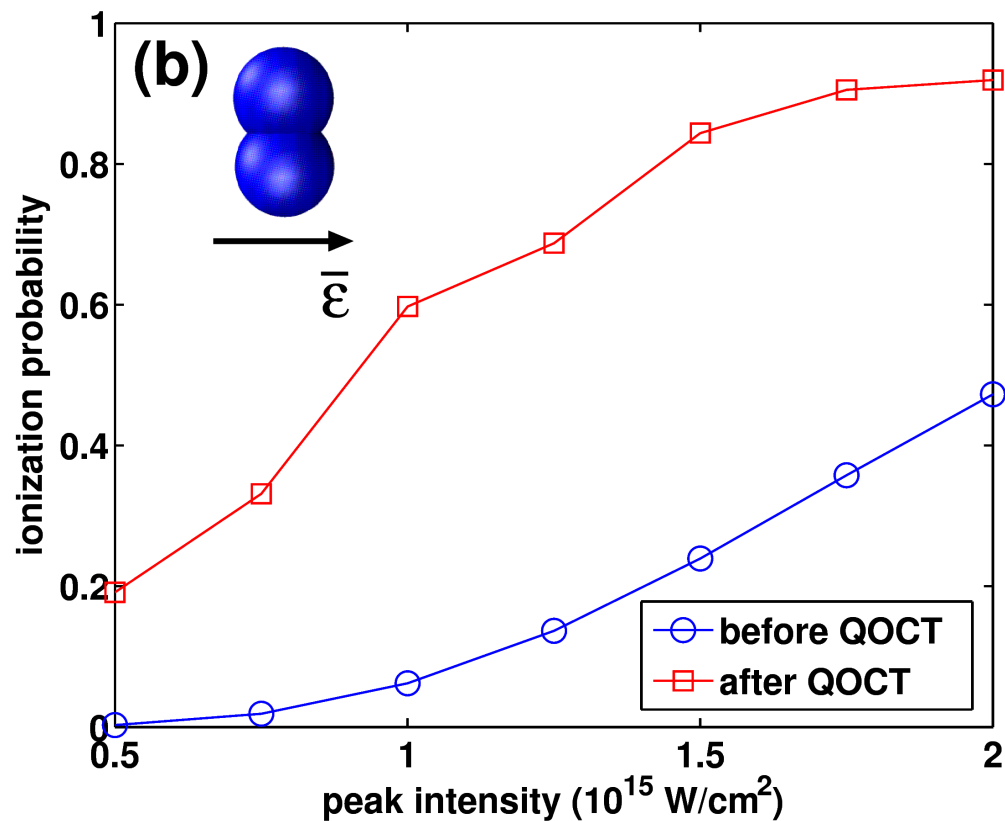 (b)
ε̄
1
0.8
0.6
0.4
0.2
0
0.5
1
1.5
2
ionization probability
peak intensity (10¹⁵ W/cm²)
before QOCT
after QOCT